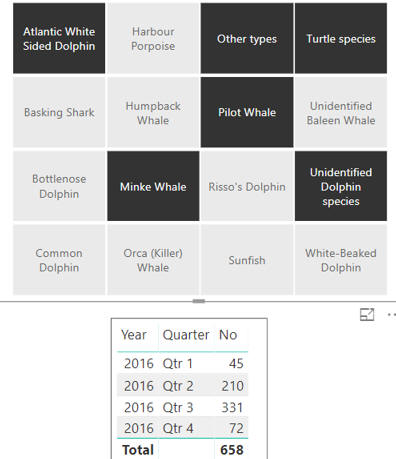 Atlantic White
Sided Dolphin
Harbour
Porpoise
Other types
Turtle species
Basking Shark
Humpback
Whale
Pilot Whale
Unidentified
Baleen Whale
Bottlenose
Dolphin
Minke Whale
Risso's Dolphin
Unidentified
Dolphin
species
Common
Dolphin
Orca (Killer)
Whale
Sunfish
White-Beaked
Dolphin
Year Quarter No
2016 Qtr 1 45
2016 Qtr 2 210
2016 Qtr 3 331
2016 Qtr 4 72
Total 658